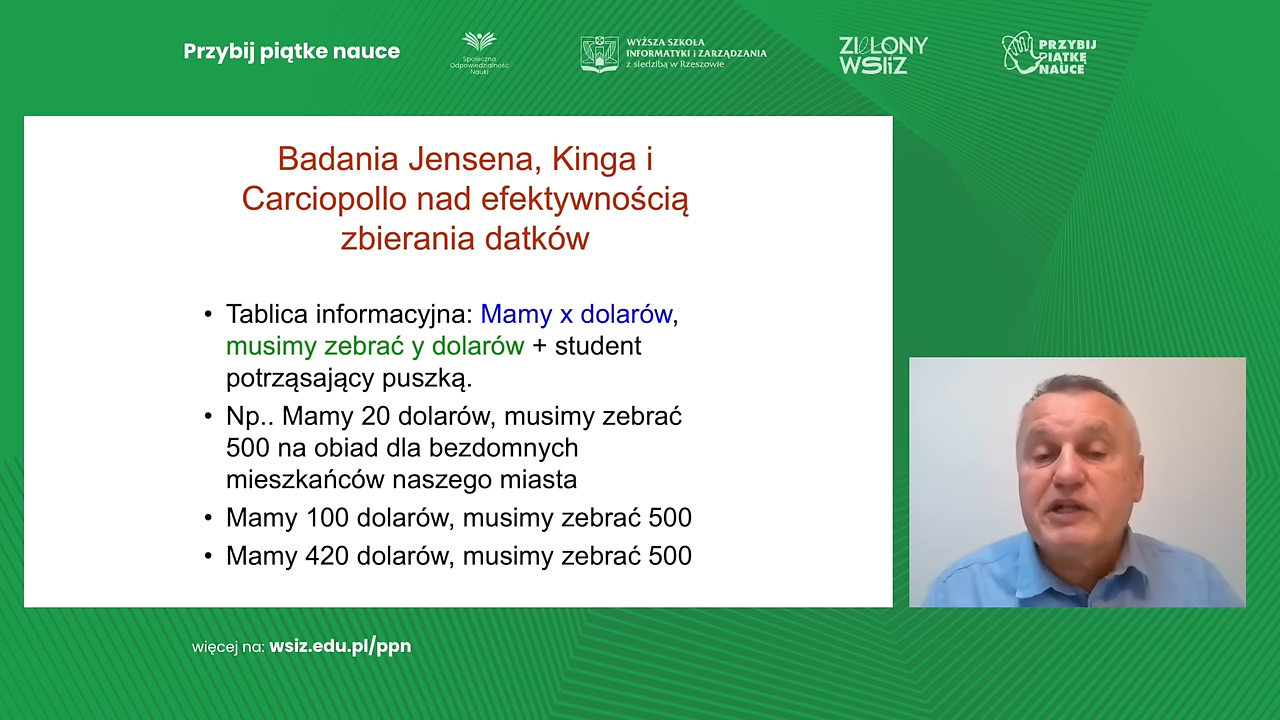 Przybij piątke nauce
Społeczna
Odpowiedzialność
Nauki
WYŻSZA SZKOŁA
INFORMATYKI i ZARZĄDZANIA
z siedzibą w Rzeszowie
ZIELONY
WSIiZ
PRZYBIJ
PIĄTKĘ
NAUCE
Badania Jensena, Kinga i
Carciopollo nad efektywnością
zbierania datków
• Tablica informacyjna: Mamy x dolarów,
musimy zebrać y dolarów + student
potrząsający puszką.
• Np.. Mamy 20 dolarów, musimy zebrać
500 na obiad dla bezdomnych
mieszkańców naszego miasta
• Mamy 100 dolarów, musimy zebrać 500
• Mamy 420 dolarów, musimy zebrać 500
więcej na: wsiz.edu.pl/ppn